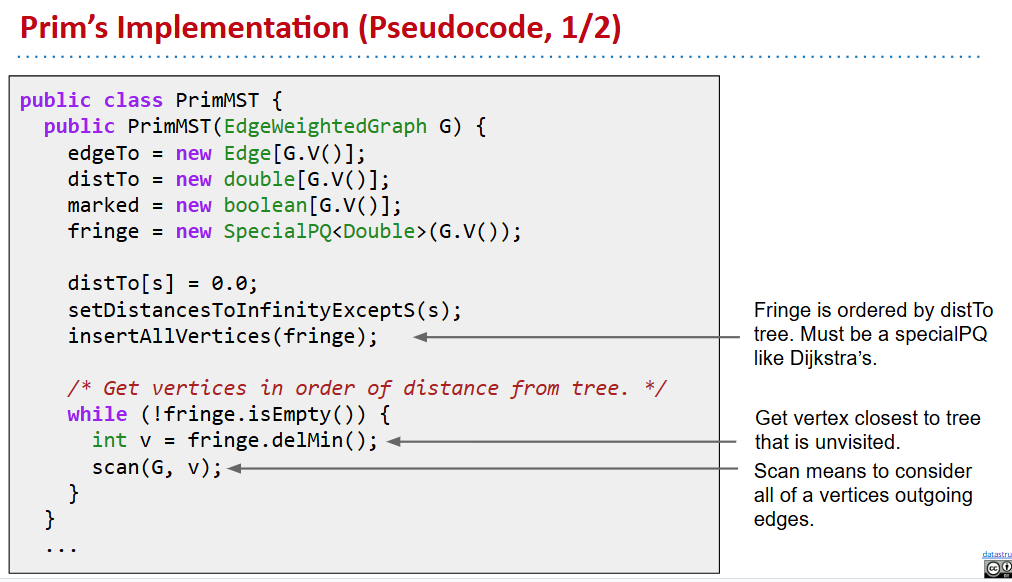 Prim's Implementation (Pseudocode, 1/2)
public class PrimMST {
public PrimMST(EdgeWeightedGraph G) {
edgeTo = new Edge[G.V()];
distTo = new double[G.V()];
marked = new boolean[G.V()];
fringe = new SpecialPQ<Double>(G.V());
distTo[s] = 0.0;
setDistancesToInfinityExceptS(s);
insertAllVertices(fringe);
Fringe is ordered by distTo
tree. Must be a specialPQ
like Dijkstra's.
/* Get vertices in order of distance from tree. */
while (!fringe.isEmpty()) {
int v = fringe.delMin();
scan(G, v);
}
}
...
Get vertex closest to tree
that is unvisited.
Scan means to consider
all of a vertices outgoing
edges.
datastru
cc